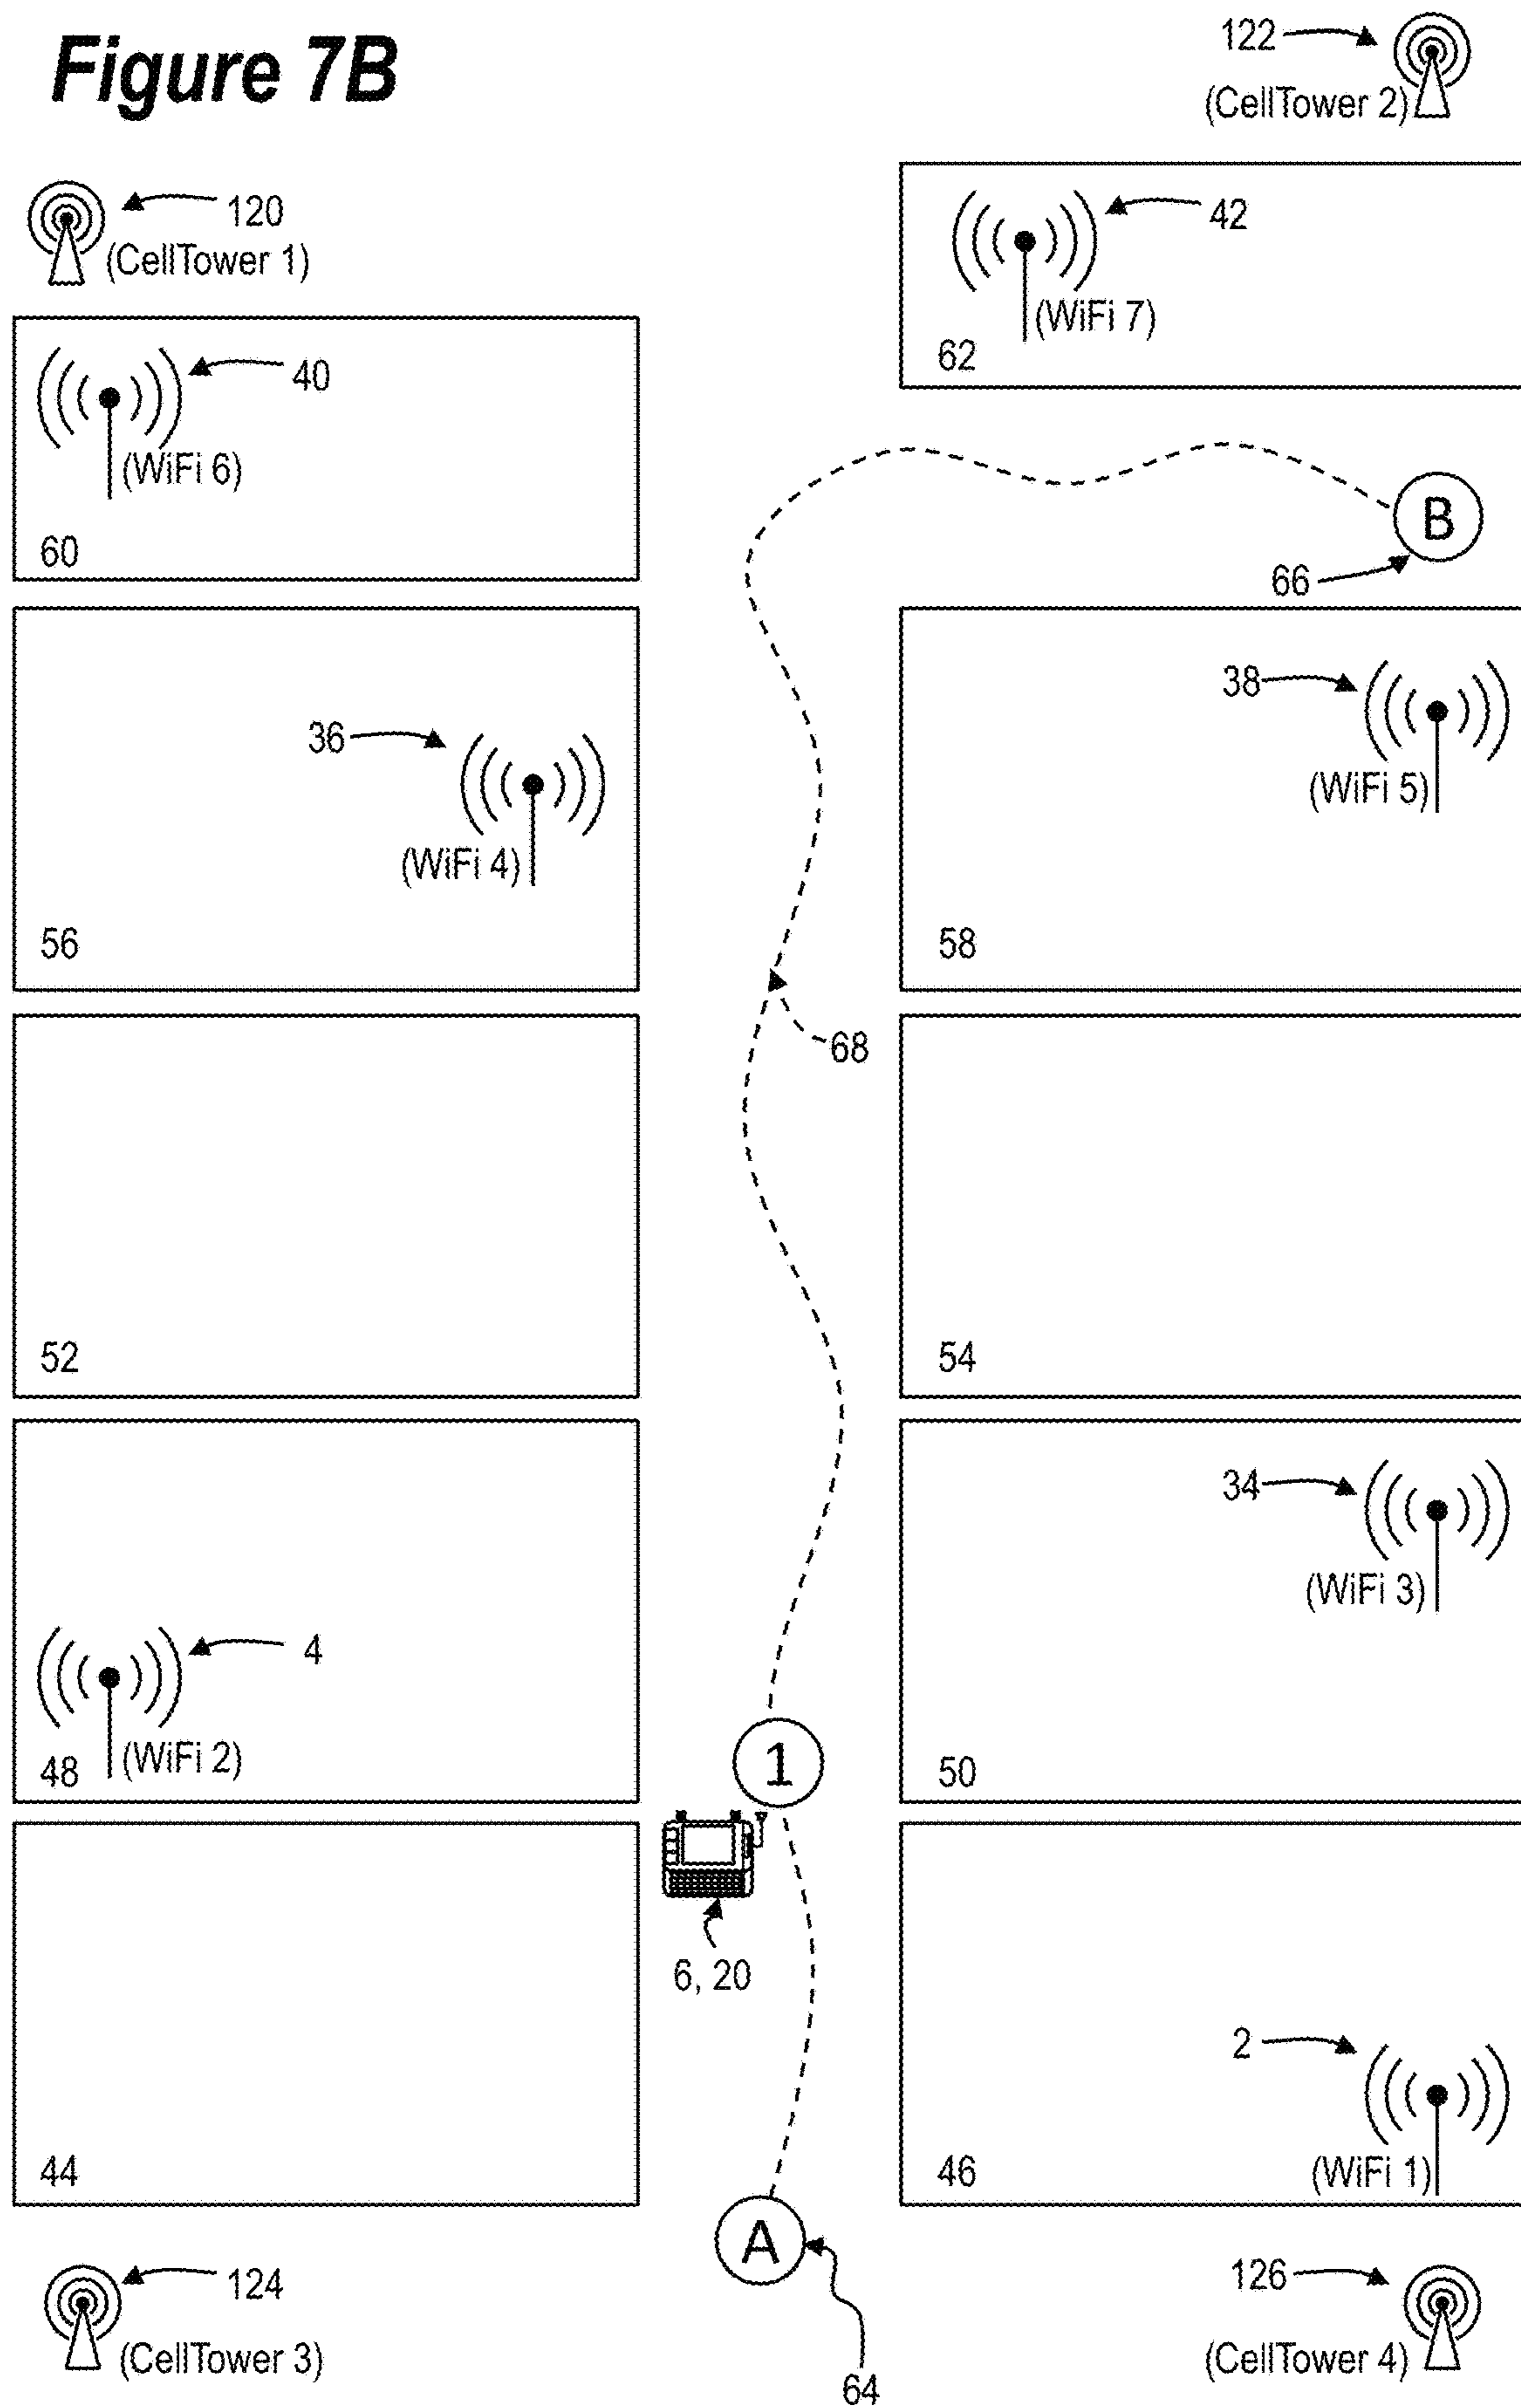 Figure 7B
122
(CellTower 2)
120
(CellTower 1)
42
(WiFi 7)
62
40
(WiFi 6)
60
B
66
38
(WiFi 5)
58
36
(WiFi 4)
56
68
52
54
34
(WiFi 3)
50
4
(WiFi 2)
48
1
6, 20
2
(WiFi 1)
46
44
A
64
124
(CellTower 3)
126
(CellTower 4)